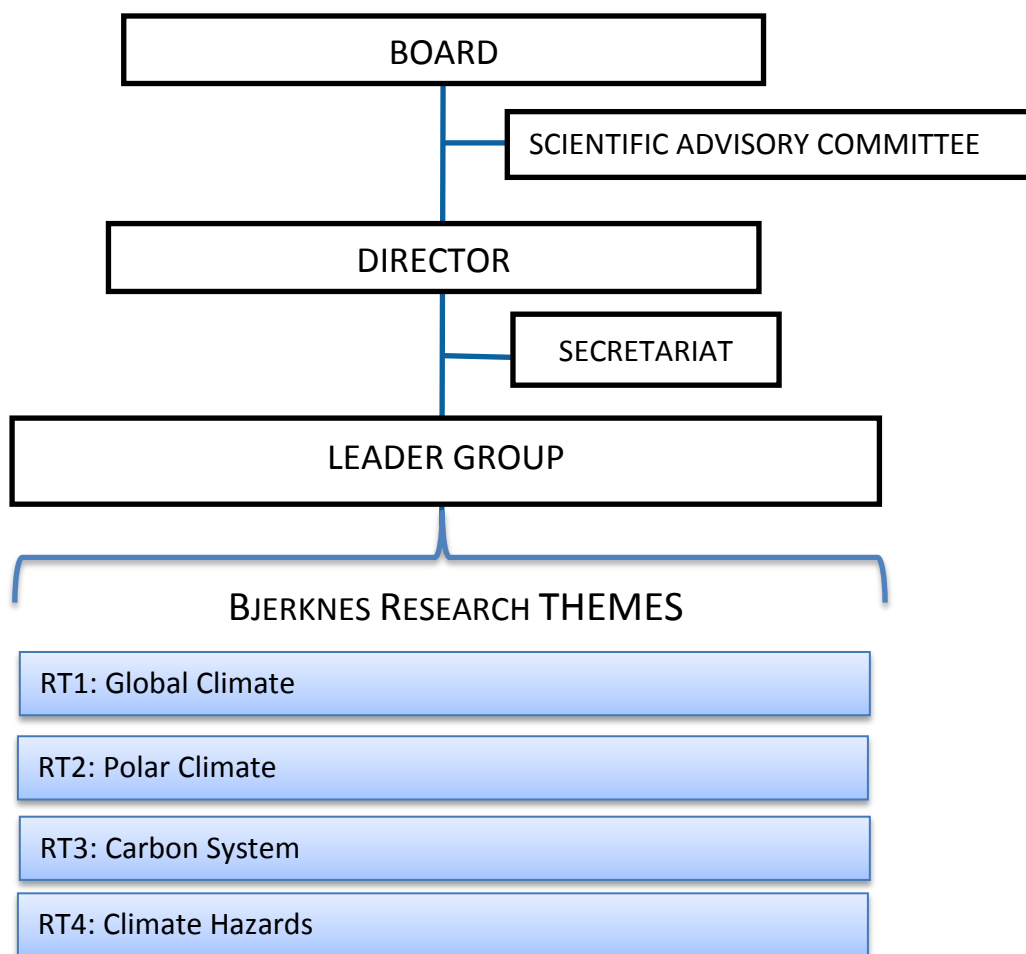 BOARD
SCIENTIFIC ADVISORY COMMITTEE
DIRECTOR
SECRETARIAT
LEADER GROUP
BJERKNES RESEARCH THEMES
RT1: Global Climate
RT2: Polar Climate
RT3: Carbon System
RT4: Climate Hazards